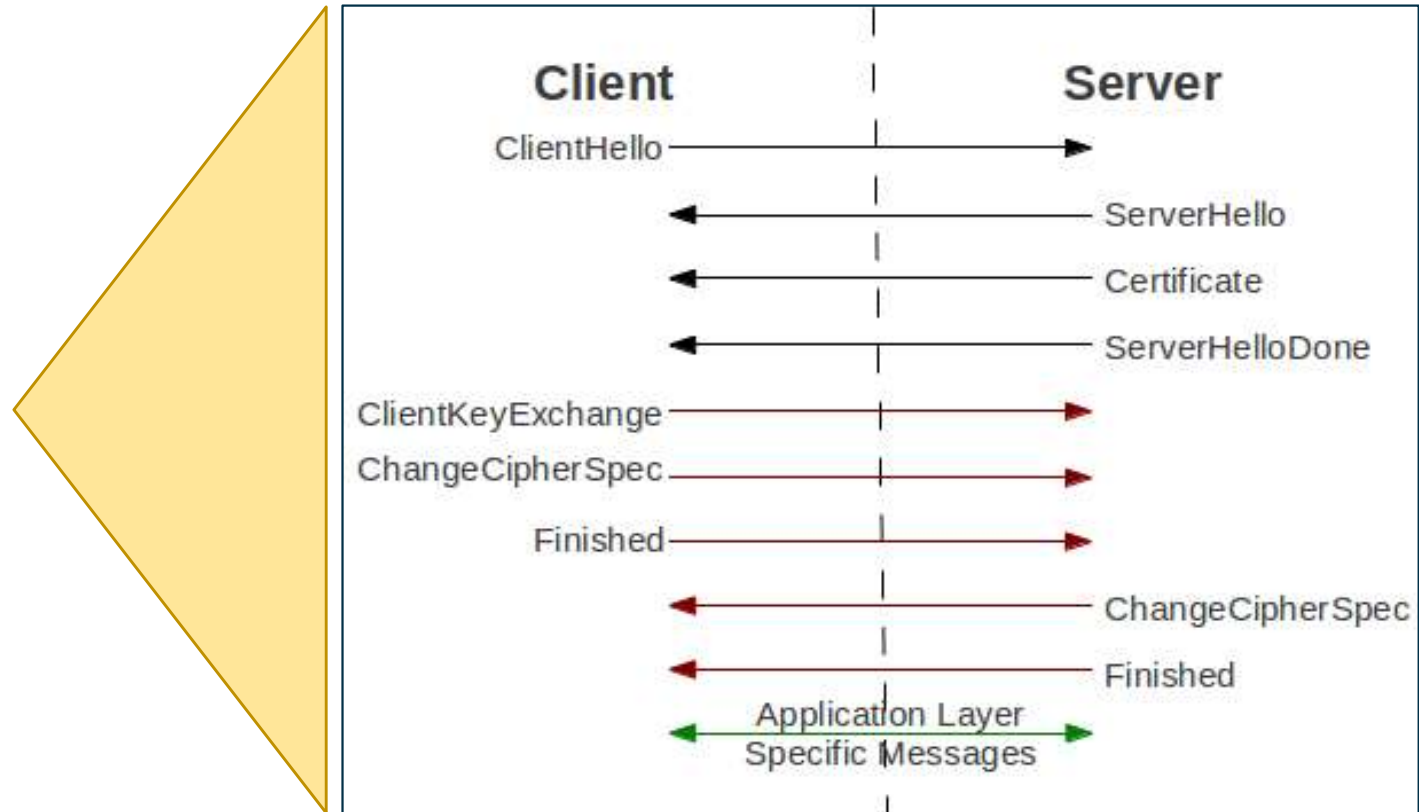 Client
Server
ClientHello
ServerHello
Certificate
ServerHelloDone
ClientKeyExchange
ChangeCipherSpec
Finished
ChangeCipherSpec
Finished
Application Layer
Specific Messages